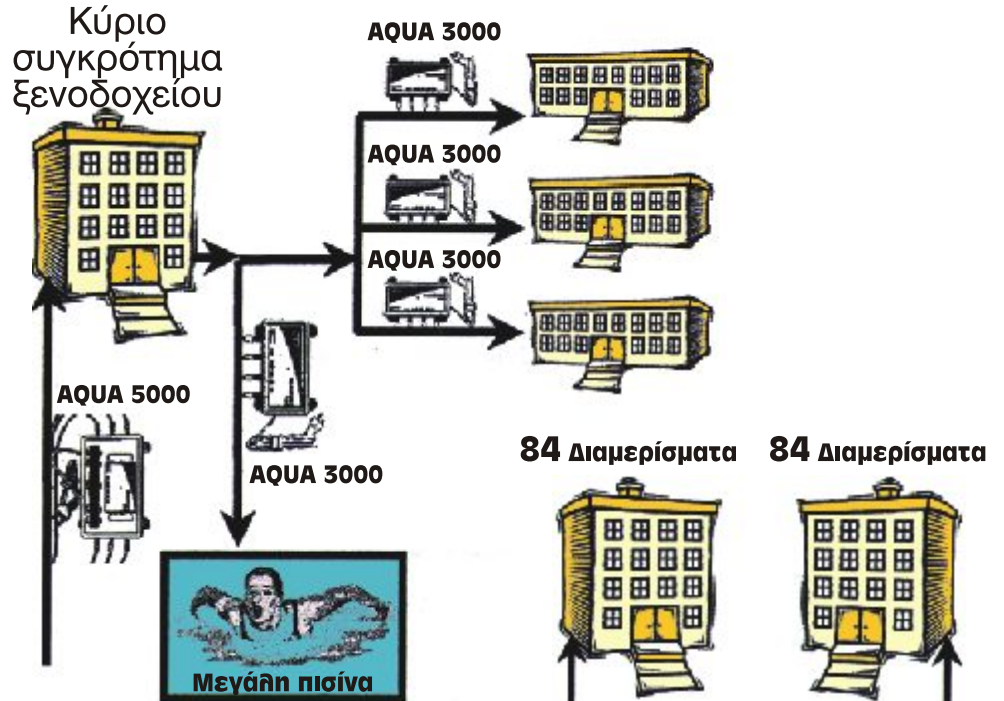 Κύριο
συγκρότημα
ξενοδοχείου
AQUA 3000
AQUA 3000
AQUA 3000
AQUA 5000
AQUA 3000
84 Διαμερίσματα
84 Διαμερίσματα
Μεγάλη πισίνα